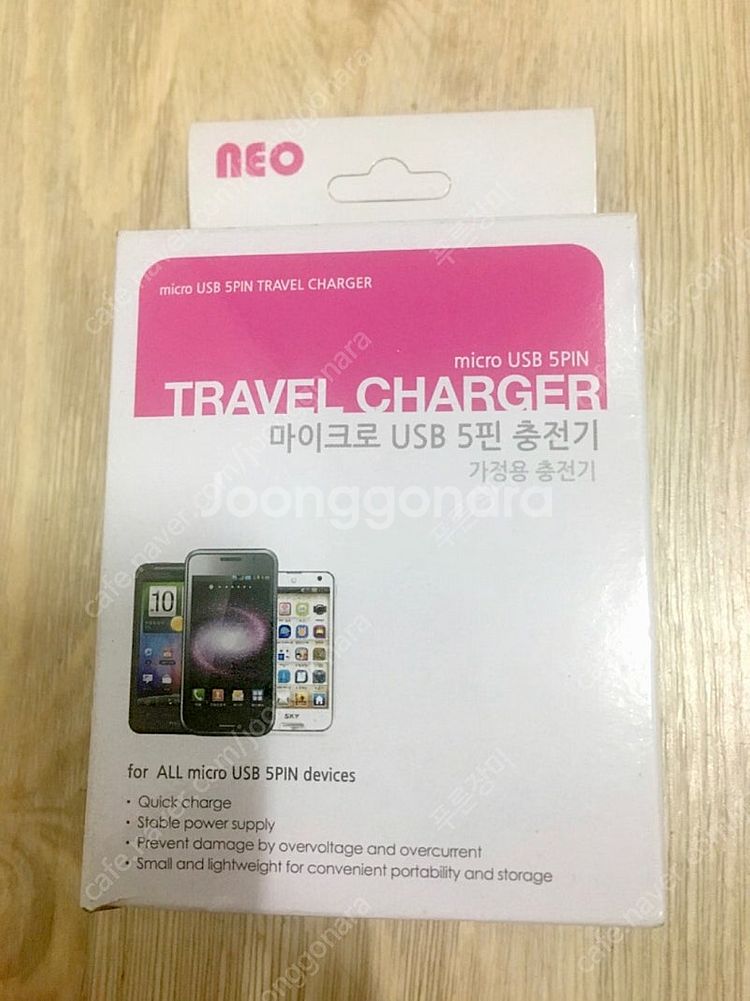 NEO
micro USB 5PIN TRAVEL CHARGER
micro USB 5PIN
TRAVEL CHARGER
마이크로 USB 5핀 충전기
가정용 충전기
Joonggonara
10
SKY
for ALL micro USB 5PIN devices
· Quick charge
· Stable power supply
· Prevent damage by overvoltage and overcurrent
· Small and lightweight for convenient portability and storage